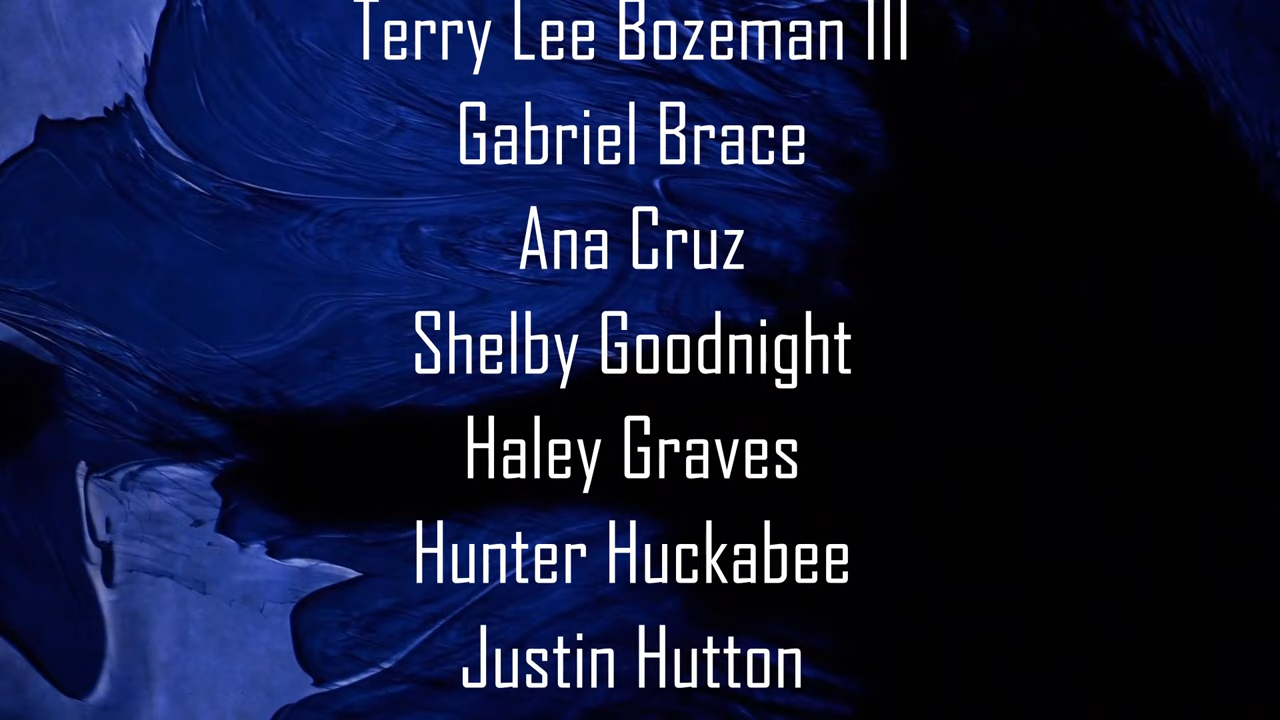 Terry Lee Bozeman III
Gabriel Brace
Ana Cruz
Shelby Goodnight
Haley Graves
Hunter Huckabee
Justin Hutton